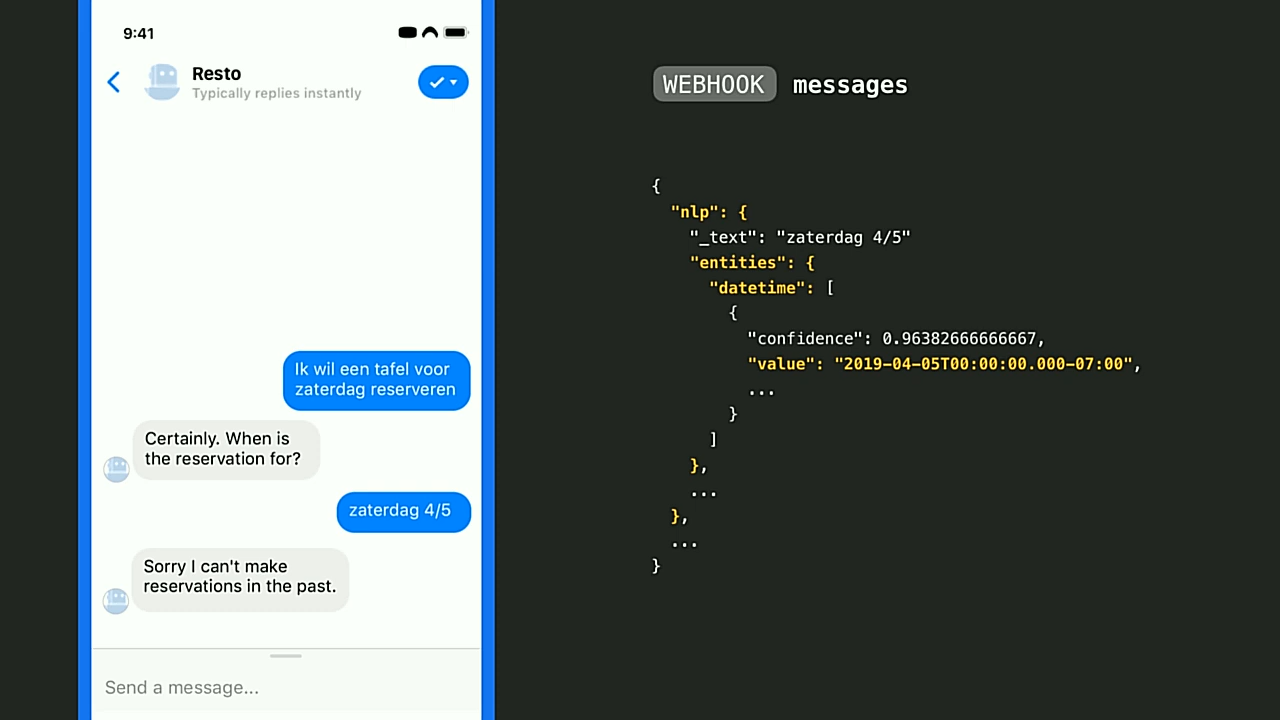 9:41
Resto
Typically replies instantly
Ik wil een tafel voor
zaterdag reserveren
Certainly. When is
the reservation for?
zaterdag 4/5
Sorry I can't make
reservations in the past.
Send a message...
WEBHOOK messages
{
"nlp": {
"_text": "zaterdag 4/5"
"entities": {
"datetime": [
{
"confidence": 0.96382666666667,
"value": "2019-04-05T00:00:00.000-07:00",
...
}
]
},
...
},
...
}